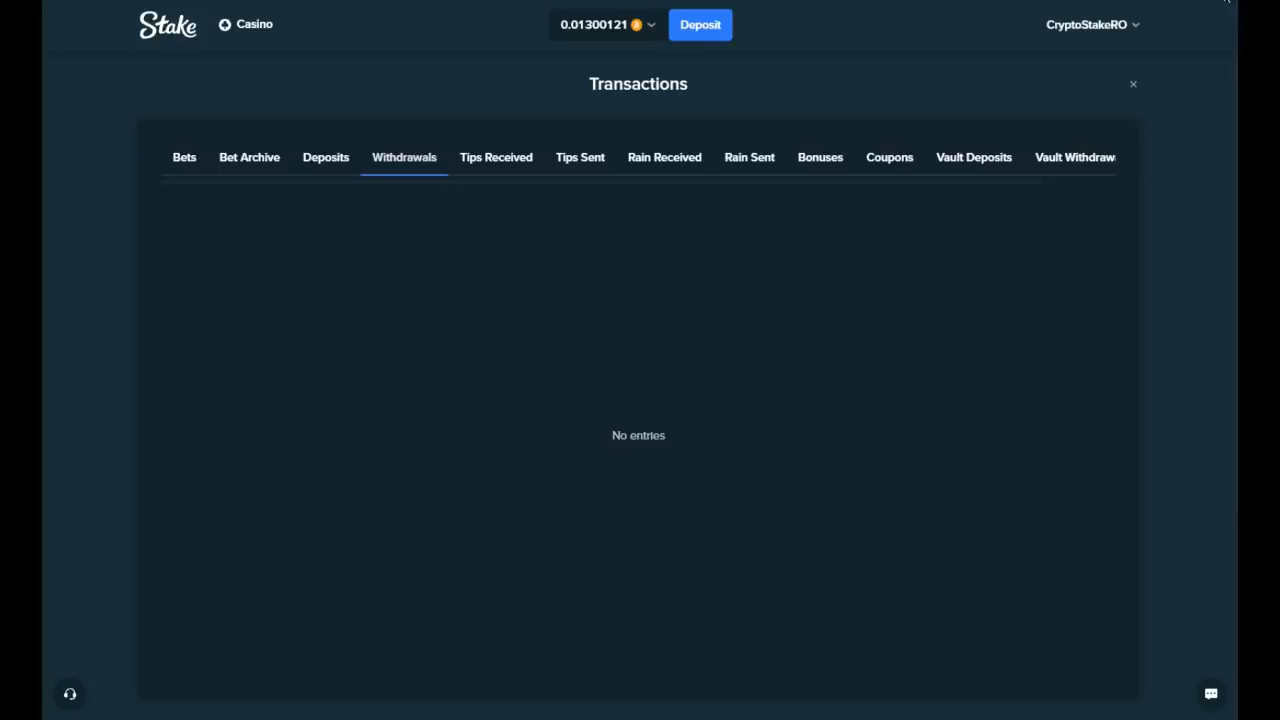 Stake Casino 0.01300121 Deposit CryptoStakeRO
Transactions
Bets Bet Archive Deposits Withdrawals Tips Received Tips Sent Rain Received Rain Sent Bonuses Coupons Vault Deposits Vault Withdraw
No entries